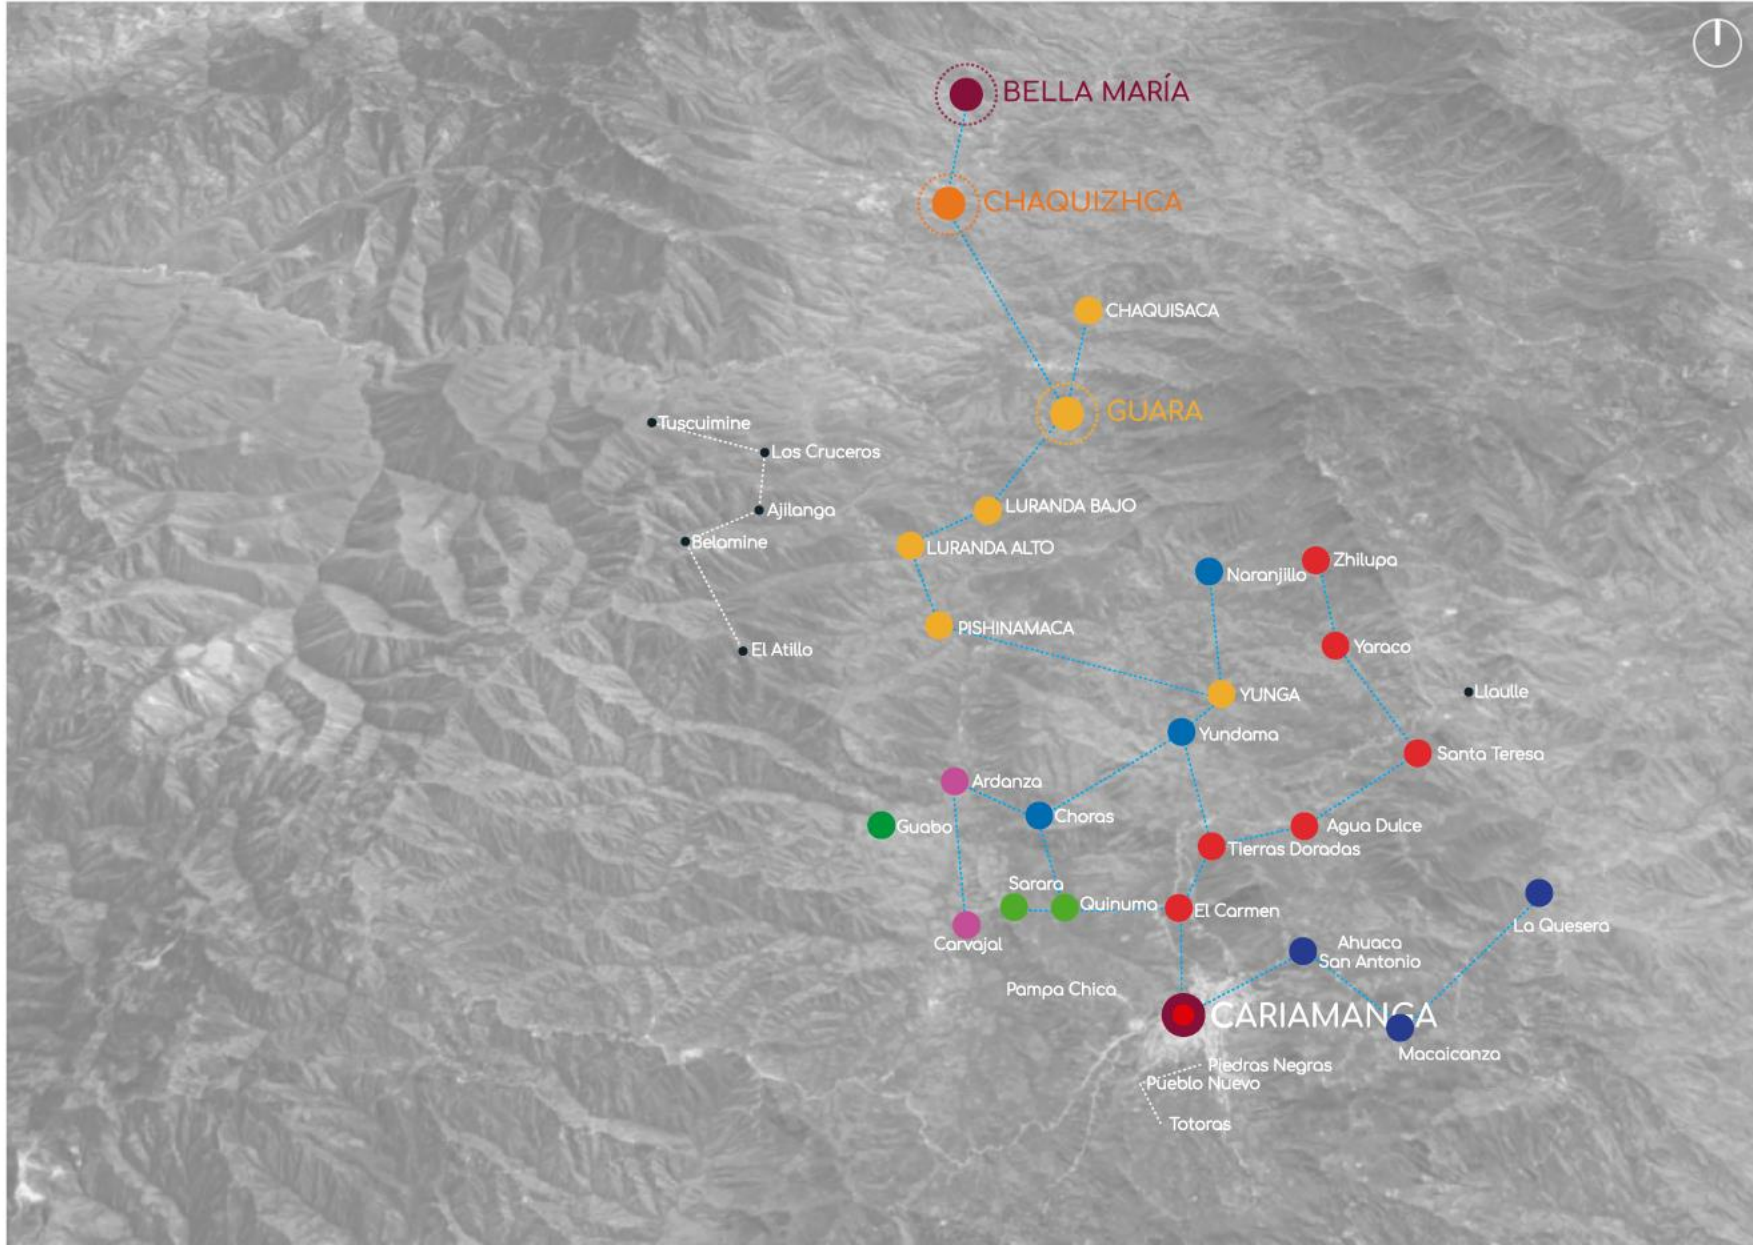 BELLA MARÍA
CHAQUIZHCA
CHAQUISACA
GUARA
Tuscuimine
Los Cruceros
LURANDA BAJO
Ajilanga
Belamine
LURANDA ALTO
Zhilupa
Naranjillo
PISHINAMACA
Yaraco
El Atillo
Llaulle
YUNGA
Yundama
Santa Teresa
Ardanza
Choras
Agua Dulce
Guabo
Tierras Doradas
Sarara
Quinuma
El Carmen
La Quesera
Carvajal
Ahuaca
San Antonio
Pampa Chica
CARIAMANGA
Macaicanza
Piedras Negras
Pueblo Nuevo
Totoras